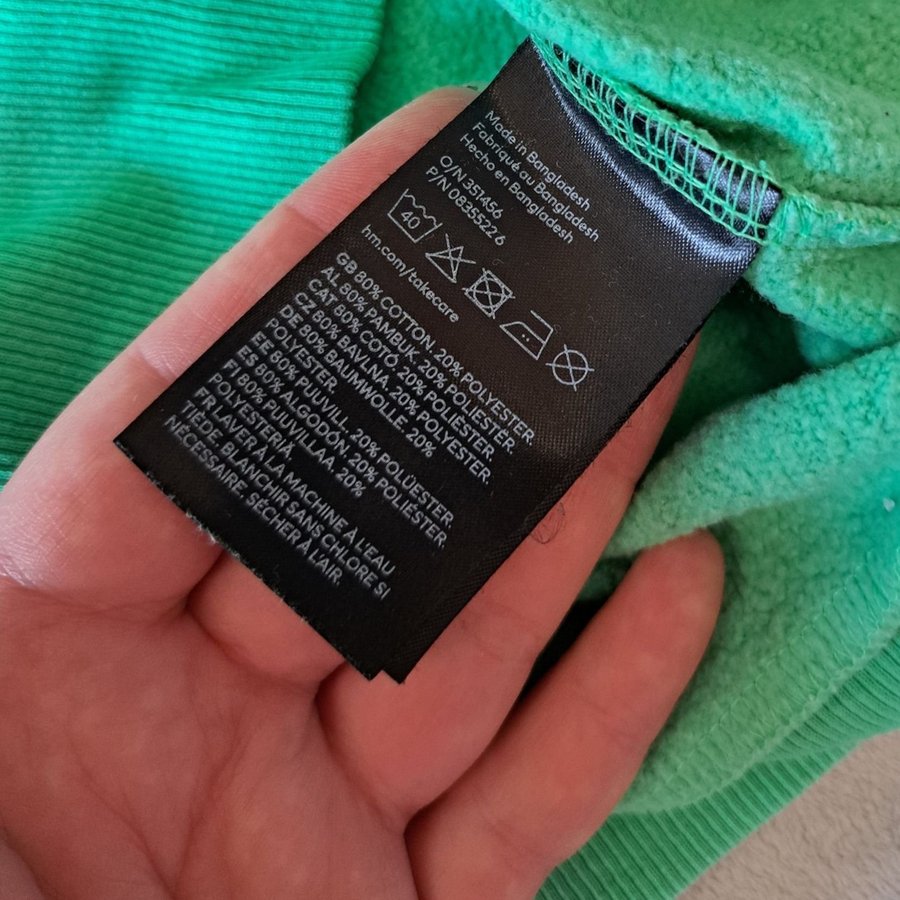 Made in Bangladesh
Fabriqué au Bangladesh
Hecho en Bangladesh
O/N 351456
P/N 08355226
40
hm.com/takecare
GB 80% COTTON. 20% POLYESTER.
AL 80% PAMBUK. 20% POLIESTËR.
CAT 80% COTÓ. 20% POLIÈSTER.
CZ 80% BAVLNA. 20% POLYESTER.
DE 80% BAUMWOLLE. 20%
POLYESTER.
EE 80% PUUVILL. 20% POLÜESTER.
ES 80% ALGODÓN. 20% POLIÉSTER.
FI 80% PUUVILLAA. 20%
POLYESTERIÄ.
FR LAVER À LA MACHINE À L'EAU
TIÈDE. BLANCHIR SANS CHLORE SI
NÉCESSAIRE. SÉCHER À L'AIR.